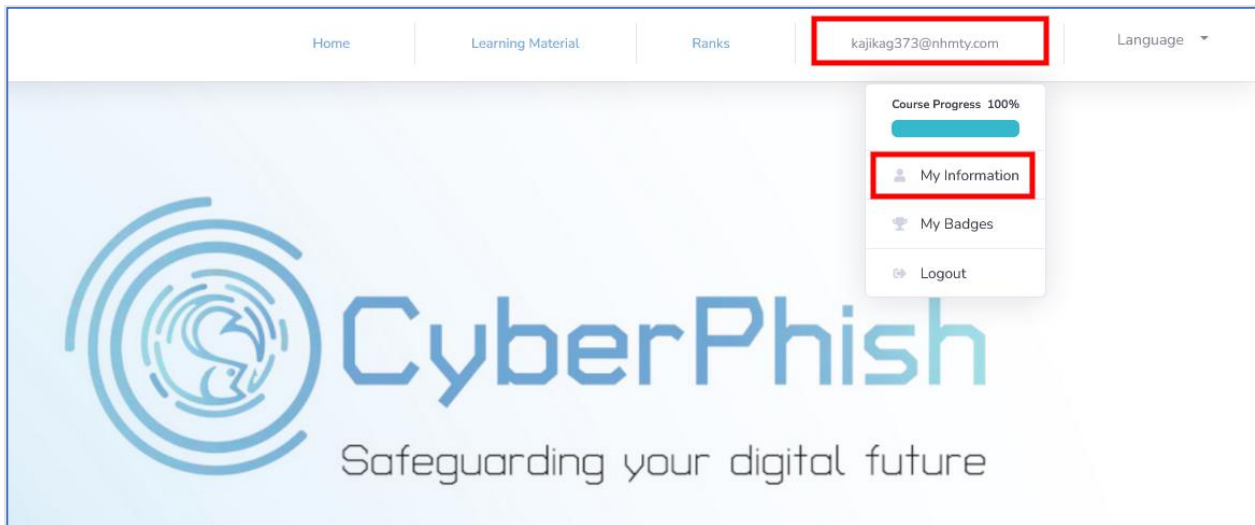 Home Learning Material Ranks kajikag373@nhmty.com Language
Course Progress 100%
My Information
My Badges
Logout
CyberPhish
Safeguarding your digital future